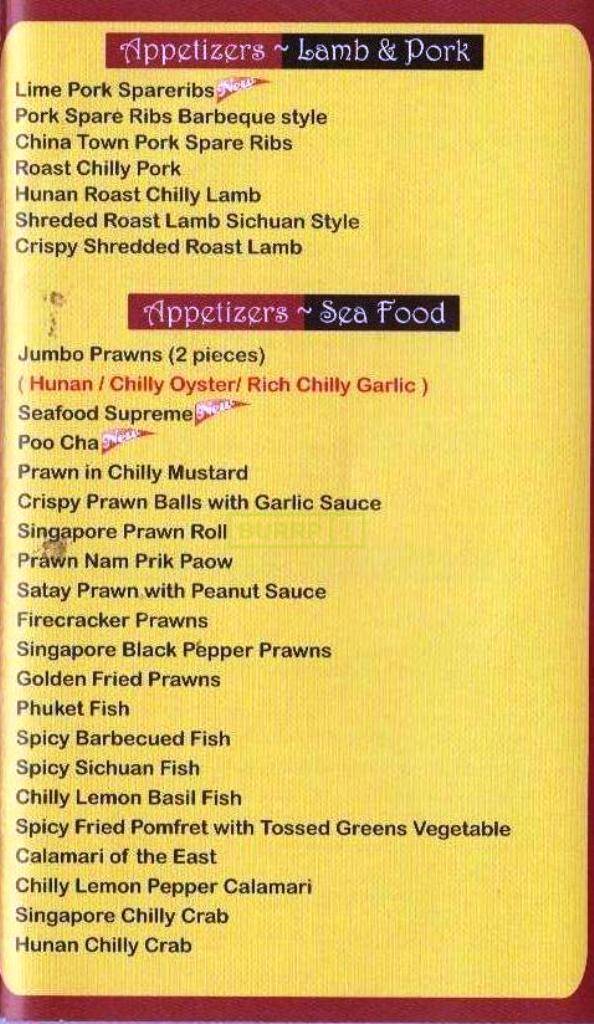 Appetizers ~ Lamb & Pork
Lime Pork Spareribs New
Pork Spare Ribs Barbeque style
China Town Pork Spare Ribs
Roast Chilly Pork
Hunan Roast Chilly Lamb
Shreded Roast Lamb Sichuan Style
Crispy Shredded Roast Lamb
Appetizers ~ Sea Food
Jumbo Prawns (2 pieces)
( Hunan / Chilly Oyster/ Rich Chilly Garlic )
Seafood Supreme New
Poo Cha New
Prawn in Chilly Mustard
Crispy Prawn Balls with Garlic Sauce
Singapore Prawn Roll
BURRP
Prawn Nam Prik Paow
Satay Prawn with Peanut Sauce
Firecracker Prawns
Singapore Black Pepper Prawns
Golden Fried Prawns
Phuket Fish
Spicy Barbecued Fish
Spicy Sichuan Fish
Chilly Lemon Basil Fish
Spicy Fried Pomfret with Tossed Greens Vegetable
Calamari of the East
Chilly Lemon Pepper Calamari
Singapore Chilly Crab
Hunan Chilly Crab